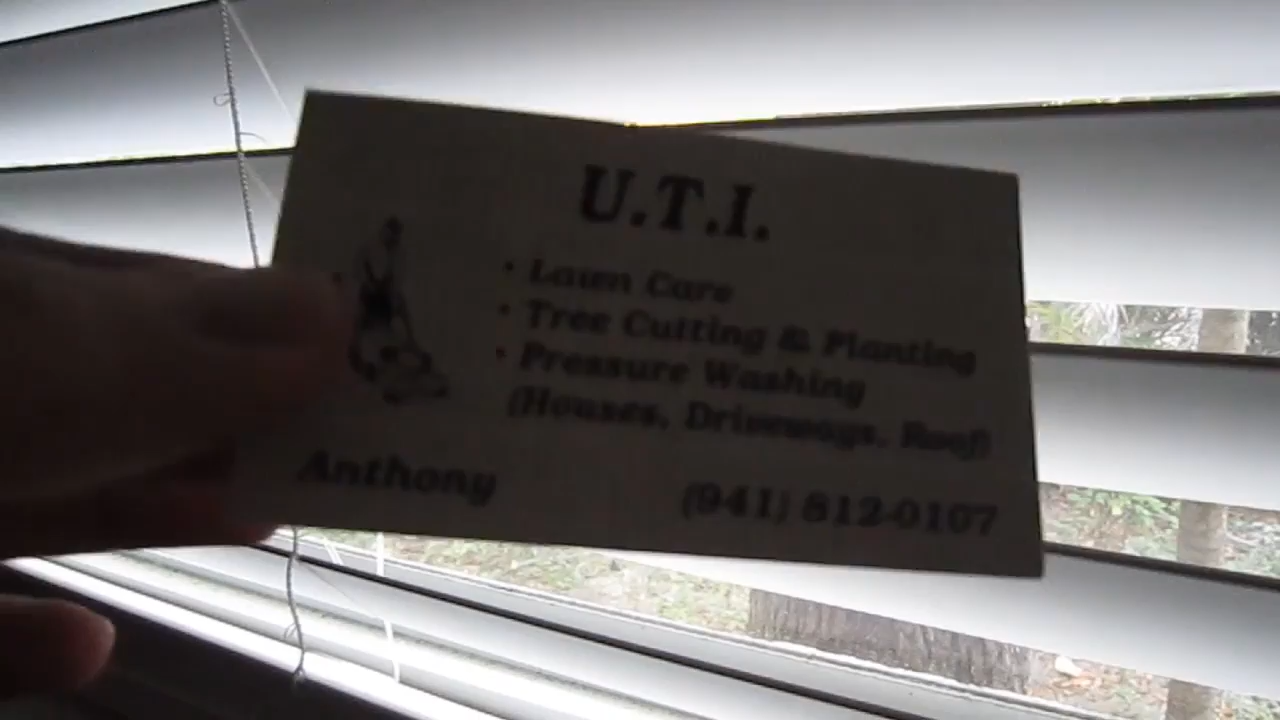 U.T.I.
• Lawn Care
• Tree Cutting & Planting
• Pressure Washing
(Houses, Driveways, Roof)
Anthony
(941) 812-0107